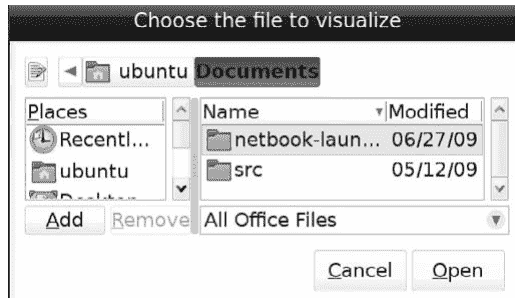 Choose the file to visualize
ubuntu Documents
Places
Recentl...
ubuntu
Name Modified
netbook-laun... 06/27/09
src 05/12/09
Add Remove
All Office Files
Cancel Open